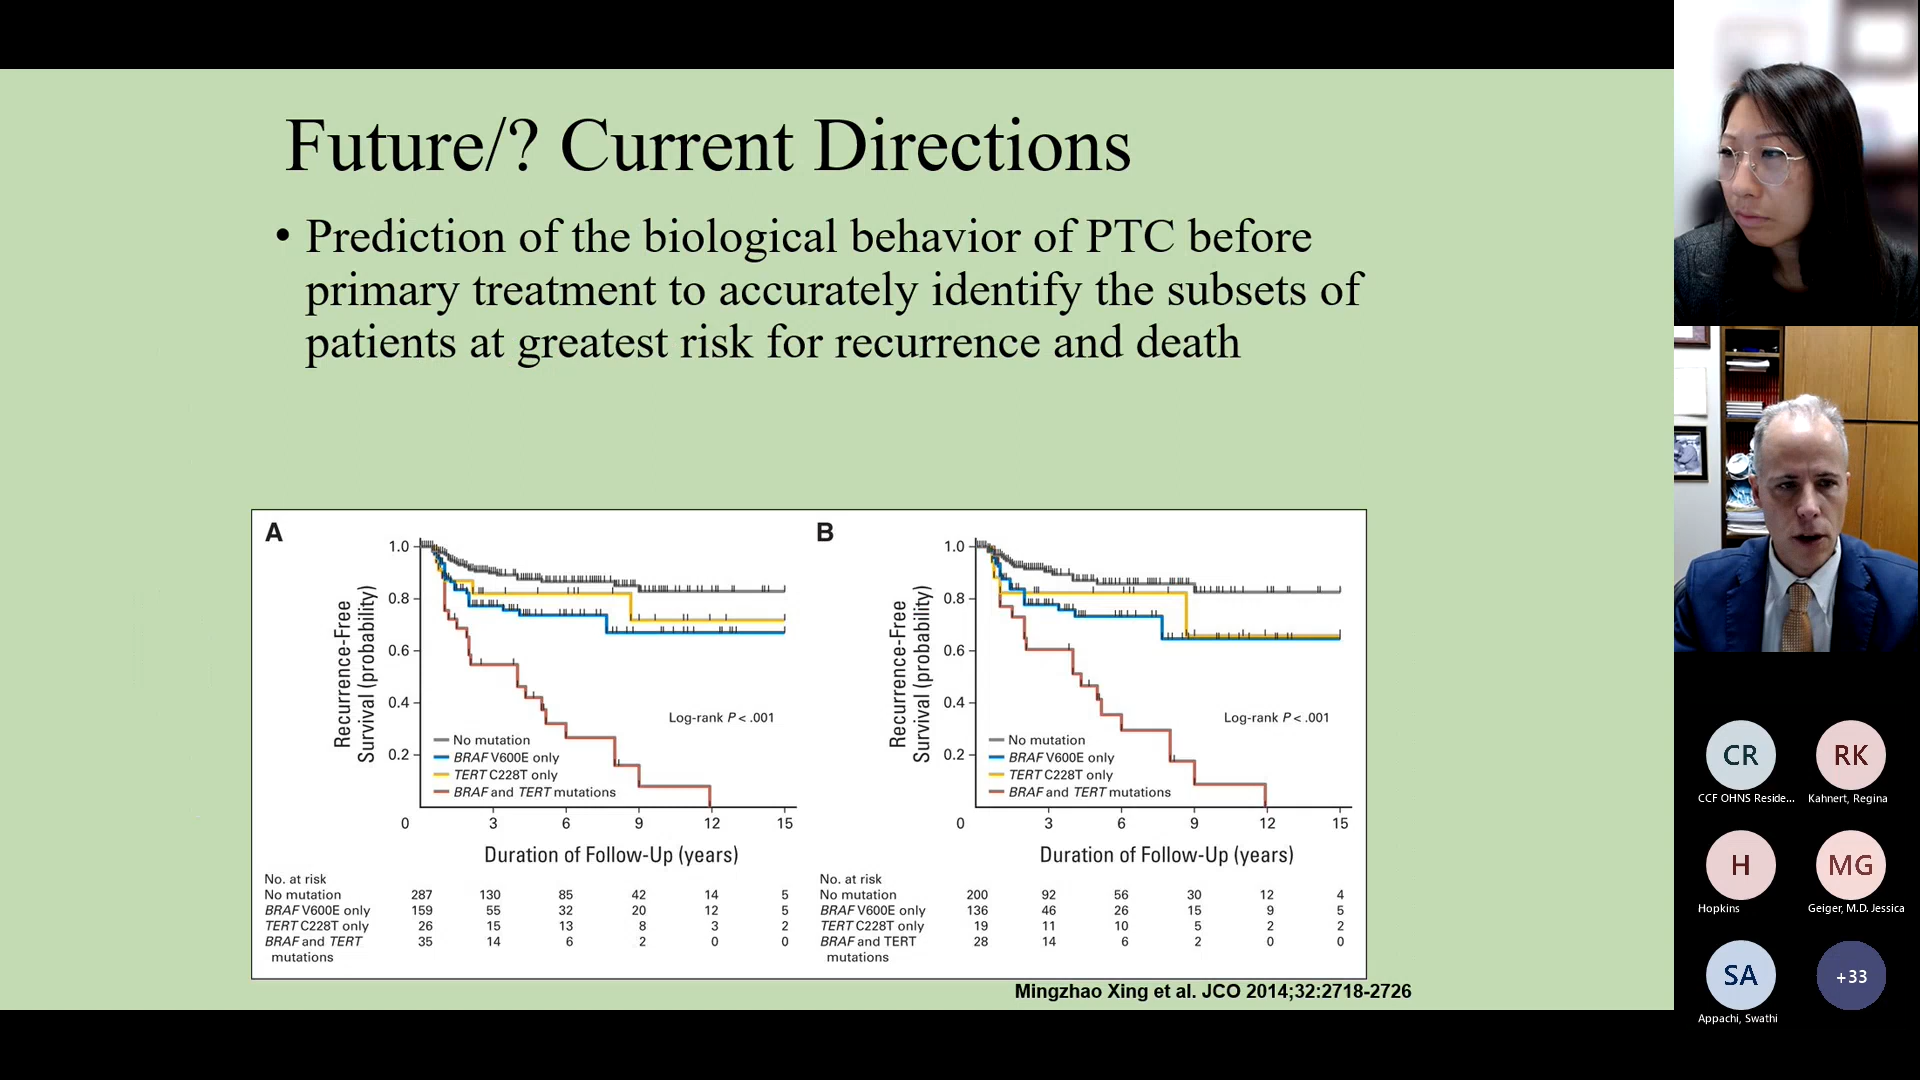 Future/? Current Directions
• Prediction of the biological behavior of PTC before
primary treatment to accurately identify the subsets of
patients at greatest risk for recurrence and death
A
Recurrence-Free
Survival (probability)
1.0
0.8
0.6
0.4
0.2
Log-rank P < .001
No mutation
BRAF V600E only
TERT C228T only
BRAF and TERT mutations
0 3 6 9 12 15
Duration of Follow-Up (years)
No. at risk
No mutation 287 130 85 42 14 5
BRAF V600E only 159 55 32 20 12 5
TERT C228T only 26 15 13 8 3 2
BRAF and TERT 35 14 6 2 0 0
mutations
B
Recurrence-Free
Survival (probability)
1.0
0.8
0.6
0.4
0.2
Log-rank P < .001
No mutation
BRAF V600E only
TERT C228T only
BRAF and TERT mutations
0 3 6 9 12 15
Duration of Follow-Up (years)
No. at risk
No mutation 200 92 56 30 12 4
BRAF V600E only 136 46 26 15 9 5
TERT C228T only 19 11 10 5 2 2
BRAF and TERT 28 14 6 2 0 0
mutations
Mingzhao Xing et al. JCO 2014;32:2718-2726
CR
CCF OHNS Reside...
RK
Kahnert, Regina
H
Hopkins
MG
Geiger, M.D. Jessica
SA
Appachi, Swathi
+33